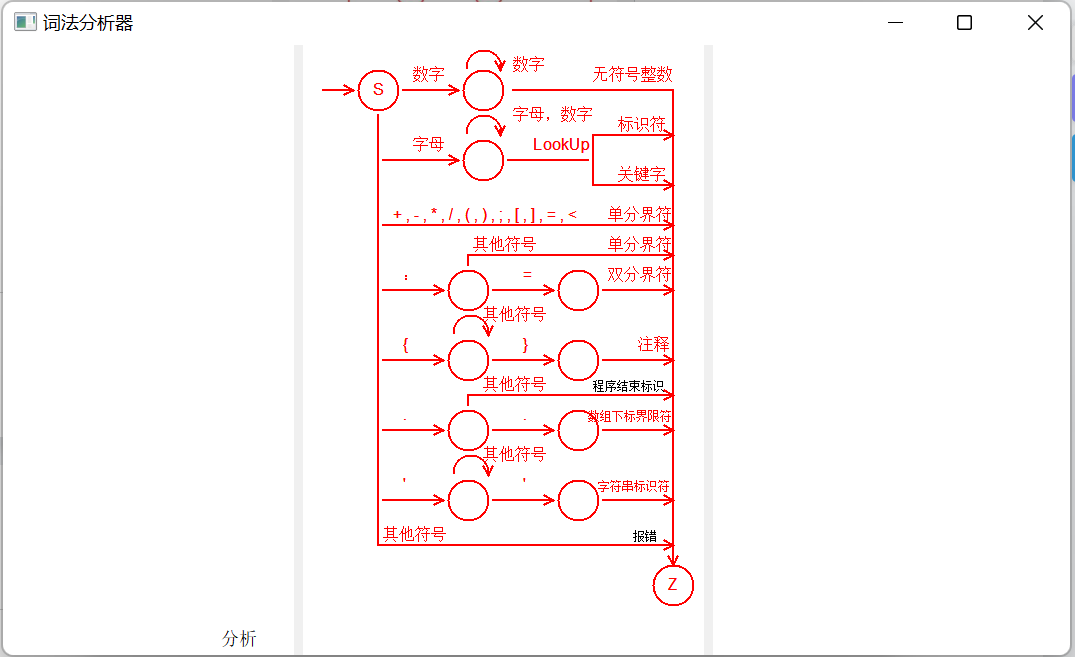 词法分析器
数字
数字
无符号整数
S
字母，数字
标识符
字母
LookUp
关键字
+ , - , * , / , ( , ) , ; , [ , ] , = , <
单分界符
其他符号
单分界符
:
=
双分界符
其他符号
{
}
注释
其他符号
程序结束标识
.
.
数组下标界限符
其他符号
'
'
字符串标识符
其他符号
报错
Z
分析